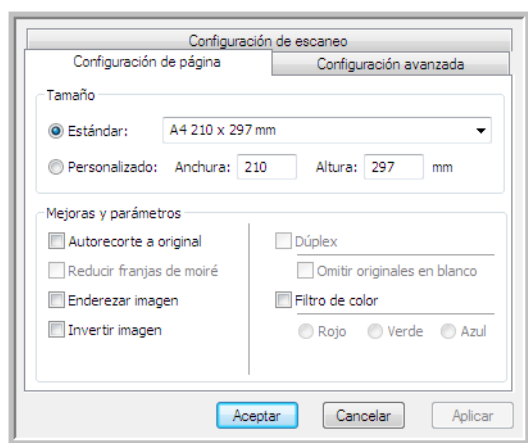 Configuración de escaneo
Configuración de página Configuración avanzada
Tamaño
Estándar: A4 210 x 297 mm
Personalizado: Anchura: 210 Altura: 297 mm
Mejoras y parámetros
Autorecorte a original
Reducir franjas de moiré
Enderezar imagen
Invertir imagen
Dúplex
Omitir originales en blanco
Filtro de color
Rojo Verde Azul
Aceptar Cancelar Aplicar